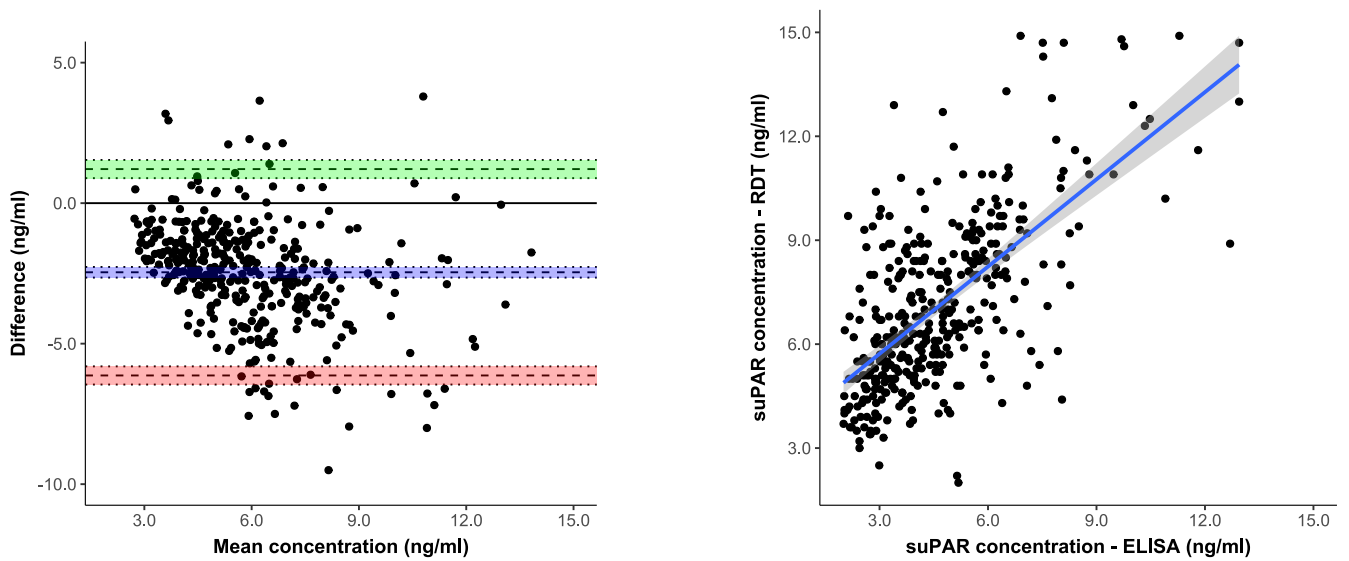 5.0
0.0
-5.0
-10.0
Difference (ng/ml)
3.0 6.0 9.0 12.0 15.0
Mean concentration (ng/ml)
15.0
12.0
9.0
6.0
3.0
suPAR concentration - RDT (ng/ml)
3.0 6.0 9.0 12.0 15.0
suPAR concentration - ELISA (ng/ml)